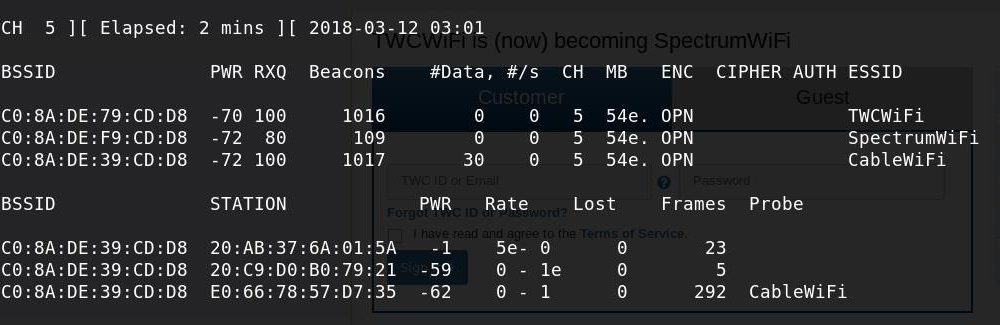 CH  5 ][ Elapsed: 2 mins ][ 2018-03-12 03:01
TWCWiFi is (now) becoming SpectrumWiFi
BSSID              PWR RXQ  Beacons    #Data, #/s  CH  MB   ENC  CIPHER AUTH ESSID
Customer Guest
C0:8A:DE:79:CD:D8  -70 100     1016        0    0   5  54e. OPN              TWCWiFi
C0:8A:DE:F9:CD:D8  -72  80      109        0    0   5  54e. OPN              SpectrumWiFi
C0:8A:DE:39:CD:D8  -72 100     1017       30    0   5  54e. OPN              CableWiFi
TWC ID or Email Password
BSSID              STATION            PWR   Rate    Lost    Frames  Probe
Forgot TWC ID or Password?
I have read and agree to the Terms of Service.
C0:8A:DE:39:CD:D8  20:AB:37:6A:01:5A   -1    5e- 0      0       23
C0:8A:DE:39:CD:D8  20:C9:D0:B0:79:21  -59    0 - 1e     0        5
C0:8A:DE:39:CD:D8  E0:66:78:57:D7:35  -62    0 - 1      0      292  CableWiFi